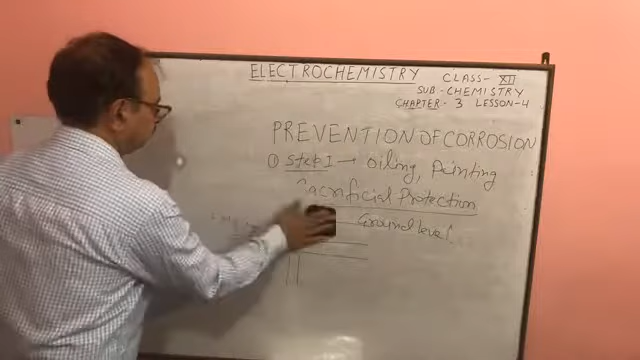 ELECTROCHEMISTRY
CLASS- XII
SUB-CHEMISTRY
CHAPTER- 3 LESSON-4
PREVENTION OF CORROSION
① Step I → Oiling, Painting
Sacrificial Protection
Ground level